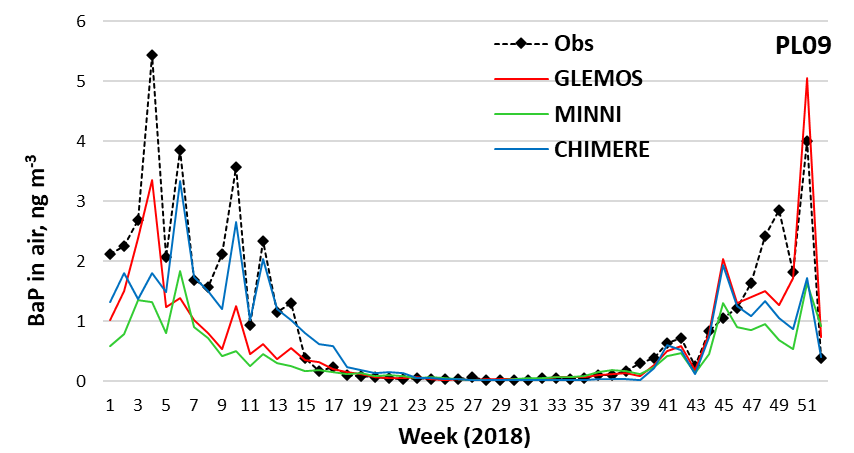 6
5
4
3
2
1
0
BaP in air, ng m⁻³
Obs
GLEMOS
MINNI
CHIMERE
PL09
1 3 5 7 9 11 13 15 17 19 21 23 25 27 29 31 33 35 37 39 41 43 45 47 49 51
Week (2018)